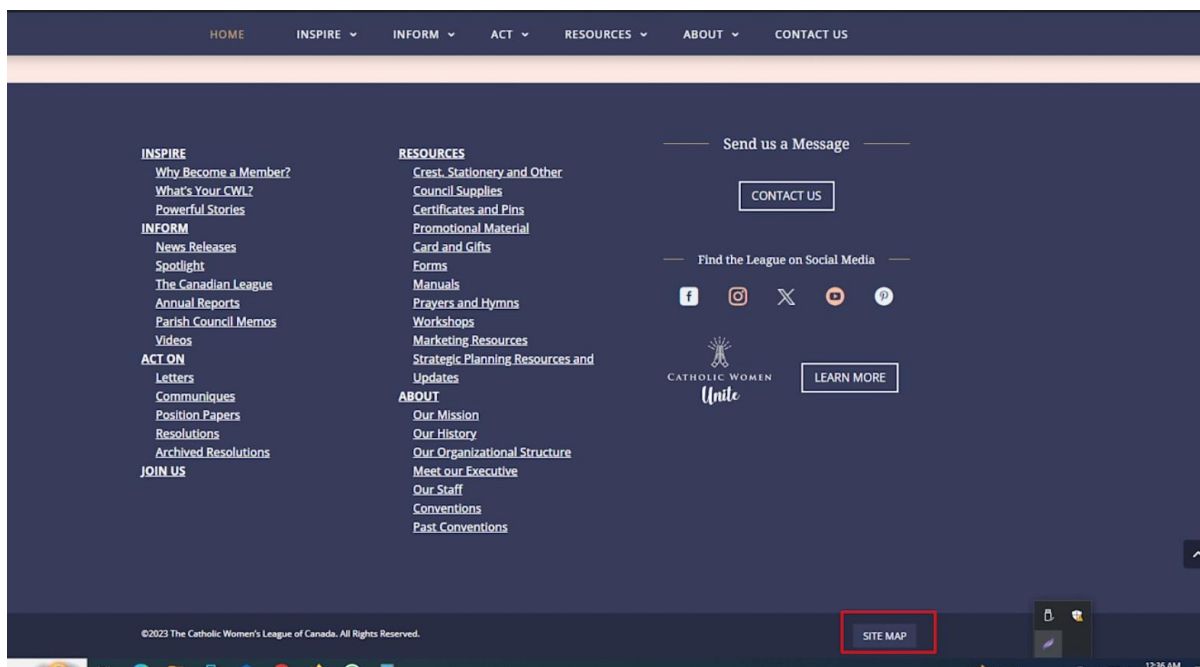 HOME INSPIRE INFORM ACT RESOURCES ABOUT CONTACT US
INSPIRE
Why Become a Member?
What's Your CWL?
Powerful Stories
INFORM
News Releases
Spotlight
The Canadian League
Annual Reports
Parish Council Memos
Videos
ACT ON
Letters
Communiques
Position Papers
Resolutions
Archived Resolutions
JOIN US
RESOURCES
Crest, Stationery and Other
Council Supplies
Certificates and Pins
Promotional Material
Card and Gifts
Forms
Manuals
Prayers and Hymns
Workshops
Marketing Resources
Strategic Planning Resources and
Updates
ABOUT
Our Mission
Our History
Our Organizational Structure
Meet our Executive
Our Staff
Conventions
Past Conventions
Send us a Message
CONTACT US
Find the League on Social Media
CATHOLIC WOMEN
Unite
LEARN MORE
©2023 The Catholic Women's League of Canada. All Rights Reserved.
SITE MAP
12:36 AM